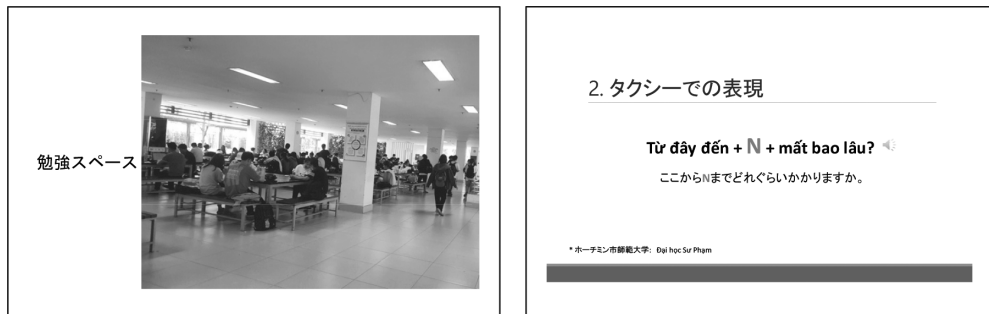 勉強スペース
2. タクシーでの表現
Từ đây đến + N + mất bao lâu?
ここからNまでどれぐらいかかりますか。
* ホーチミン市師範大学: Đại học Sư Phạm